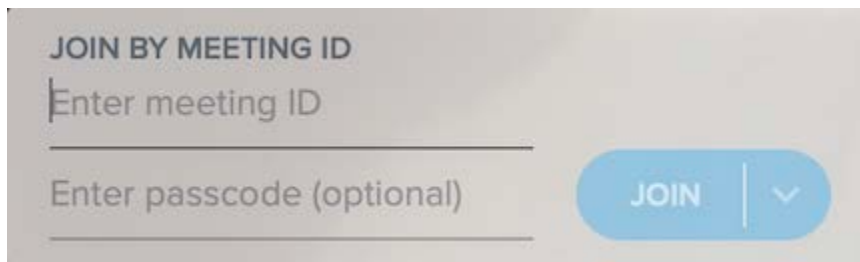 JOIN BY MEETING ID
Enter meeting ID
Enter passcode (optional)
JOIN